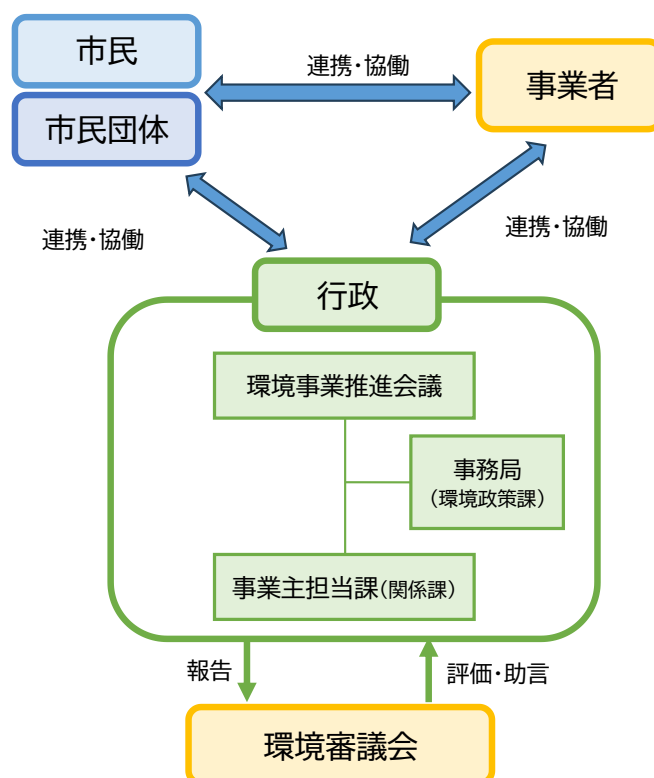 市民
連携・協働
事業者
市民団体
連携・協働
連携・協働
行政
環境事業推進会議
事務局
（環境政策課）
事業主担当課（関係課）
報告
評価・助言
環境審議会